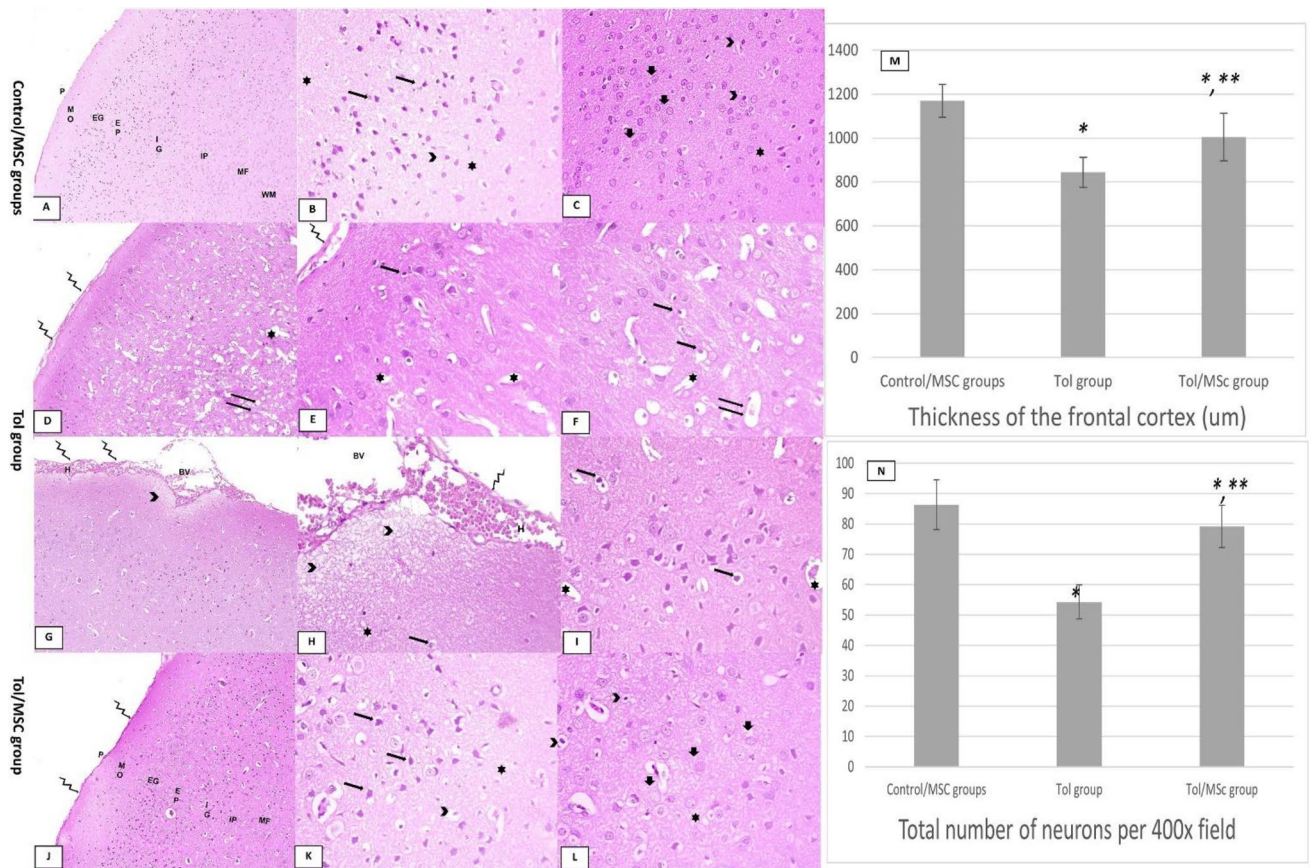 Control/MSC groups
P
M
O
EG
E
P
I
G
IP
MF
WM
A
B
C
Tol group
D
E
F
H
BV
G
BV
H
H
I
Tol/MSC group
P
M
O
EG
E
P
I
G
IP
MF
J
K
L
M
1400
1200
1000
800
600
400
200
0
*
*,**
Control/MSC groups
Tol group
Tol/MSc group
Thickness of the frontal cortex (um)
N
100
90
80
70
60
50
40
30
20
10
0
*
*,**
Control/MSC groups
Tol group
Tol/MSc group
Total number of neurons per 400x field